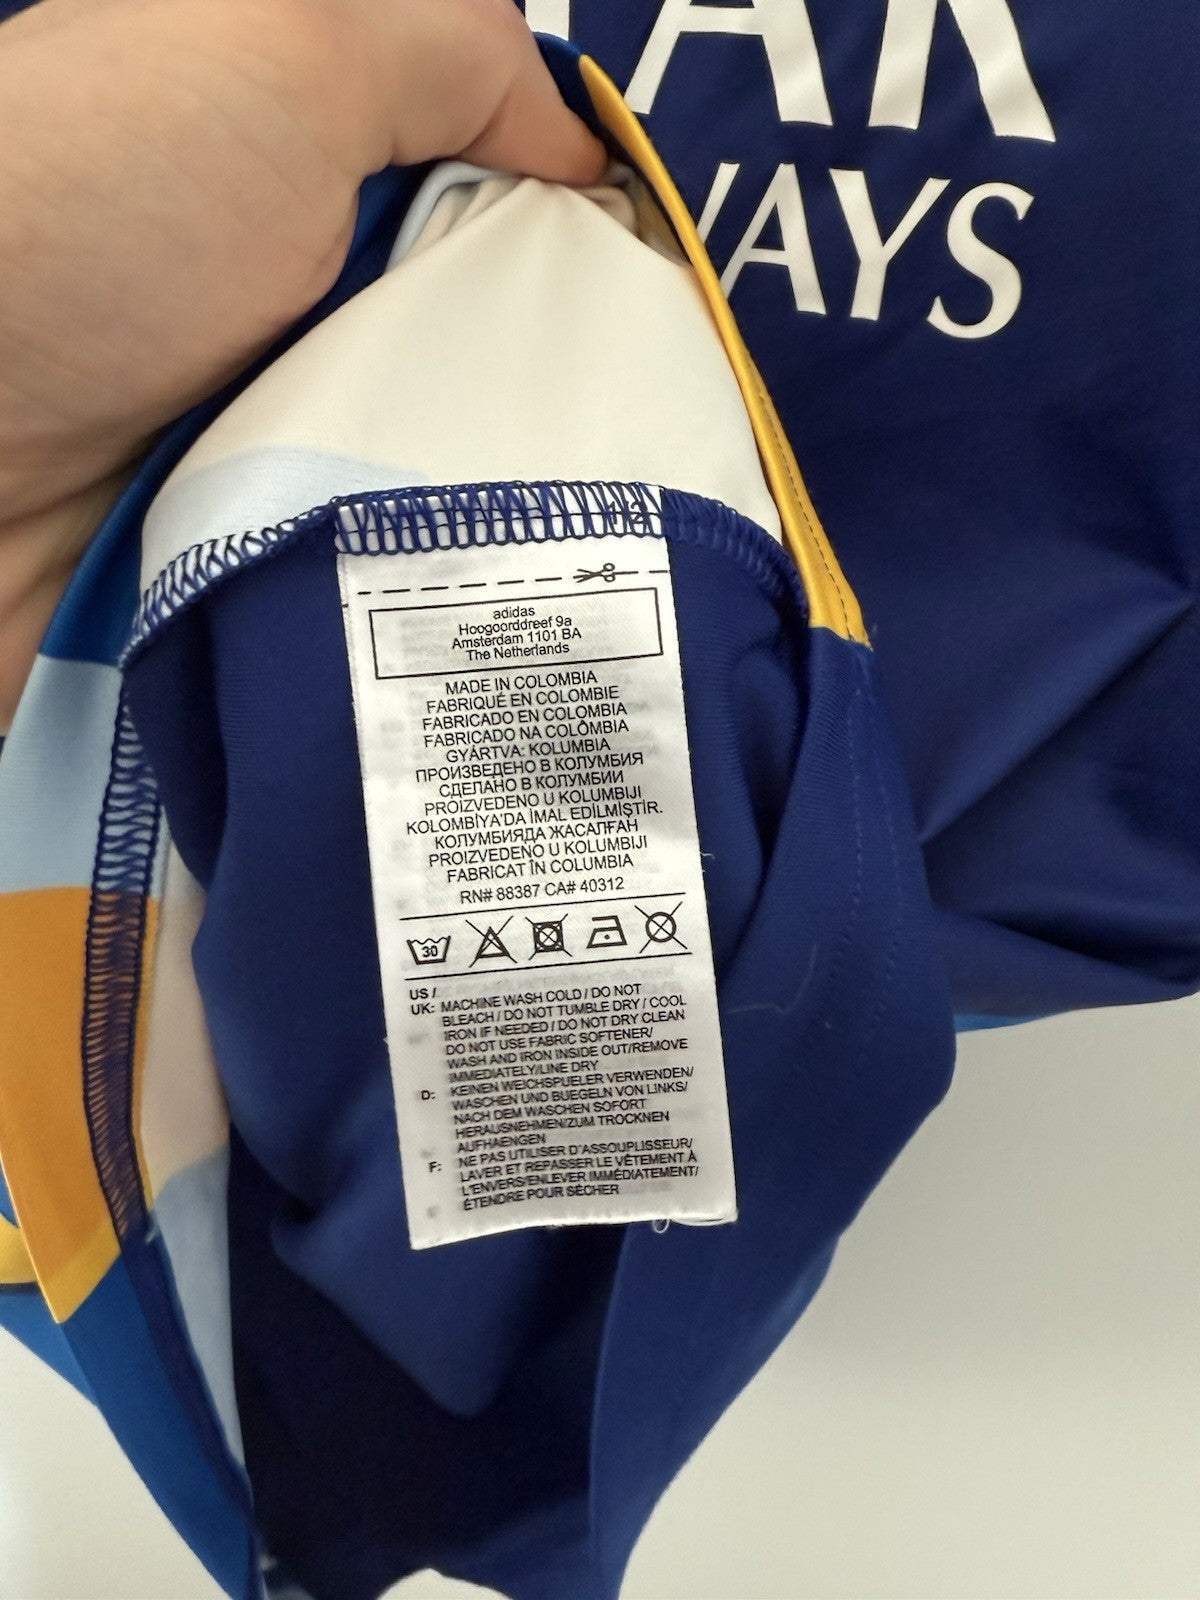 TAR
WAYS
12
adidas
Hoogoorddreef 9a
Amsterdam 1101 BA
The Netherlands
MADE IN COLOMBIA
FABRIQUÉ EN COLOMBIE
FABRICADO EN COLOMBIA
FABRICADO NA COLÔMBIA
GYÁRTVA: KOLUMBIA
ПРОИЗВЕДЕНО В КОЛУМБИЯ
СДЕЛАНО В КОЛУМБИИ
PROIZVEDENO U KOLUMBIJI
KOLOMBİYA'DA İMAL EDİLMİŞTİR.
КОЛУМБИЯДА ЖАСАЛҒАН
PROIZVEDENO U KOLUMBIJI
FABRICAT ÎN COLUMBIA
RN# 88387 CA# 40312
30
US /
UK: MACHINE WASH COLD / DO NOT
BLEACH / DO NOT TUMBLE DRY / COOL
IRON IF NEEDED / DO NOT DRY CLEAN
DO NOT USE FABRIC SOFTENER/
WASH AND IRON INSIDE OUT/REMOVE
IMMEDIATELY/LINE DRY
D: KEINEN WEICHSPUELER VERWENDEN/
WASCHEN UND BUEGELN VON LINKS/
NACH DEM WASCHEN SOFORT
HERAUSNEHMEN/ZUM TROCKNEN
AUFHAENGEN
F: NE PAS UTILISER D'ASSOUPLISSEUR/
LAVER ET REPASSER LE VÊTEMENT À
L'ENVERS/ENLEVER IMMÉDIATEMENT/
ÉTENDRE POUR SÉCHER